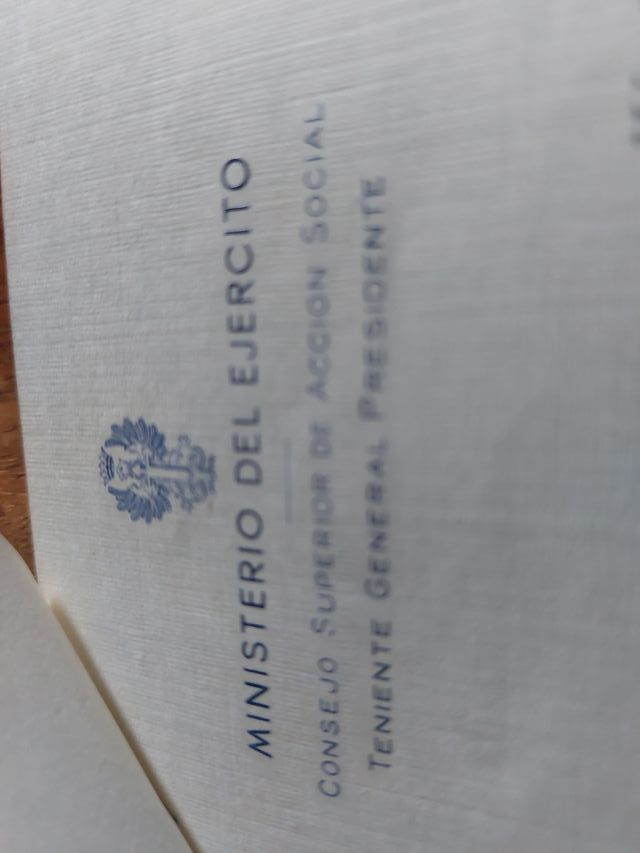 MINISTERIO DEL EJERCITO
CONSEJO SUPERIOR DE ACCION SOCIAL
TENIENTE GENERAL PRESIDENTE